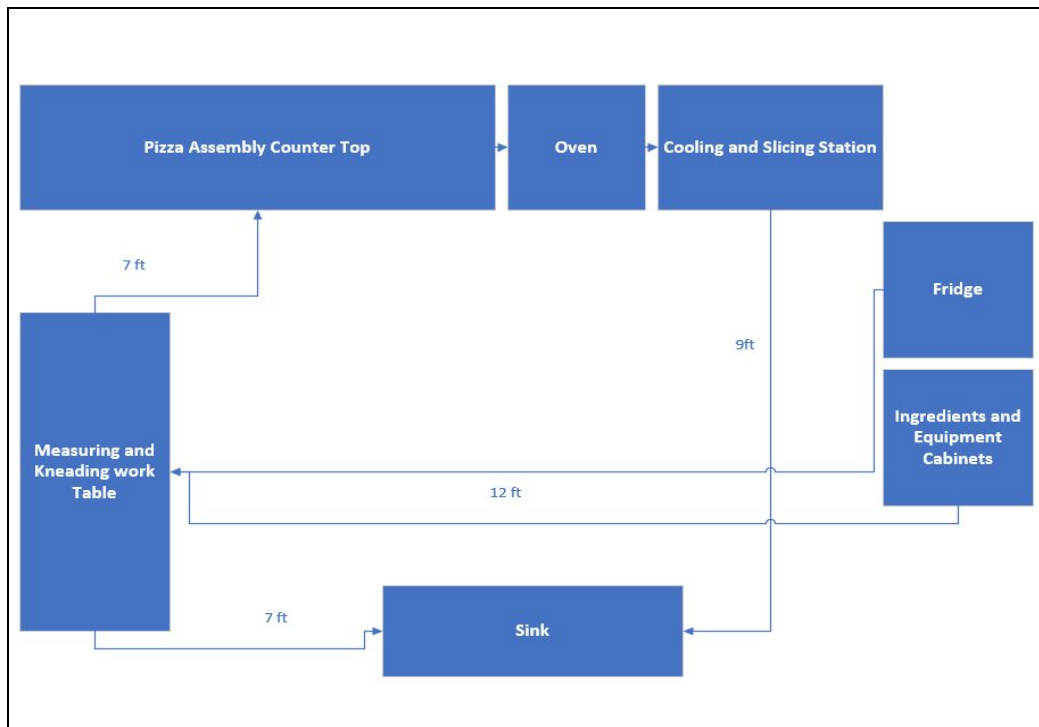 Pizza Assembly Counter Top
Oven
Cooling and Slicing Station
7 ft
Fridge
9ft
Ingredients and
Equipment
Cabinets
Measuring and
Kneading work
Table
12 ft
7 ft
Sink